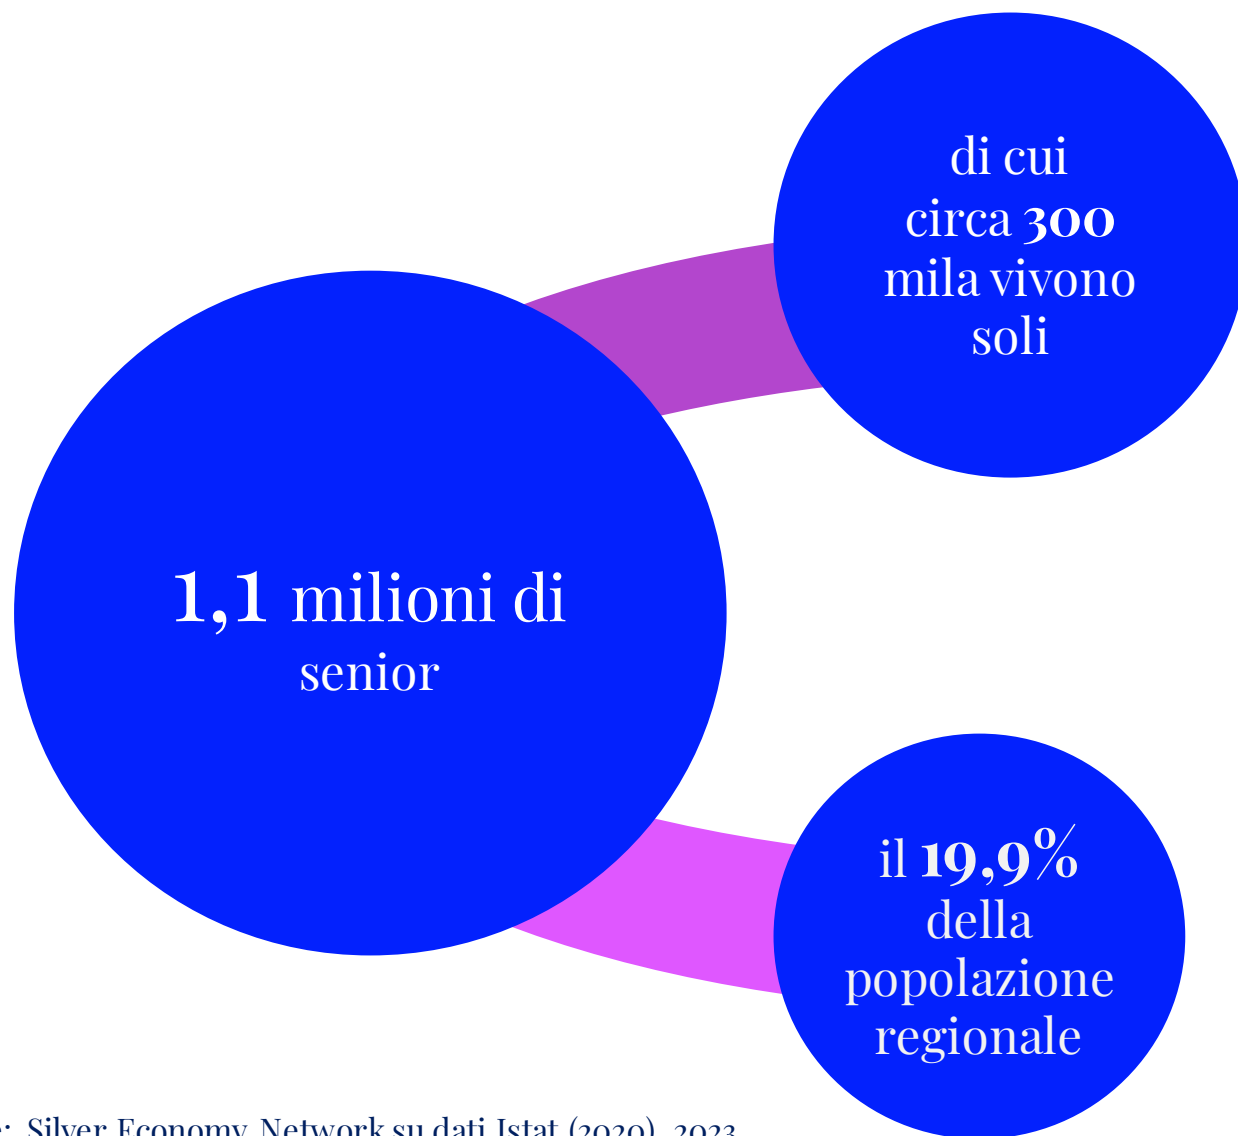 di cui
circa 300
mila vivono
soli
1,1 milioni di
senior
il 19,9%
della
popolazione
regionale
: Silver Economy Network su dati Istat (2020), 2023